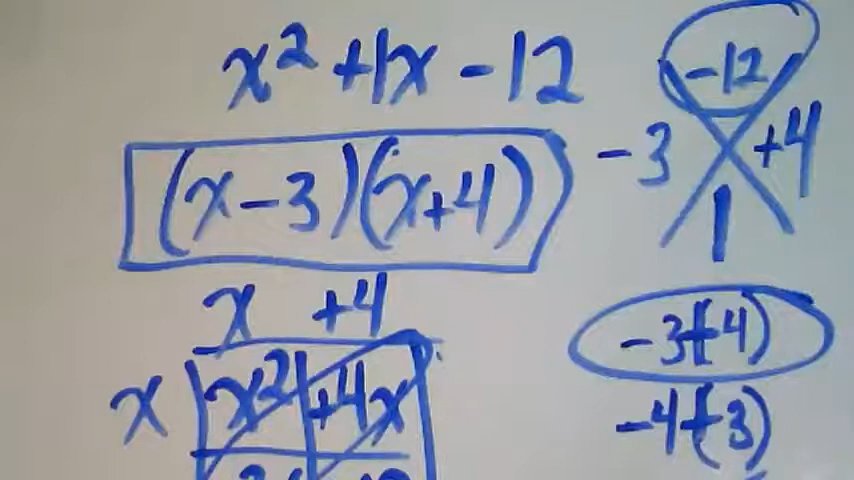 x² +1x -12
(x-3)(x+4)
x +4
x
x² +4x
-12
-3 +4
1
-3(+4)
-4(+3)